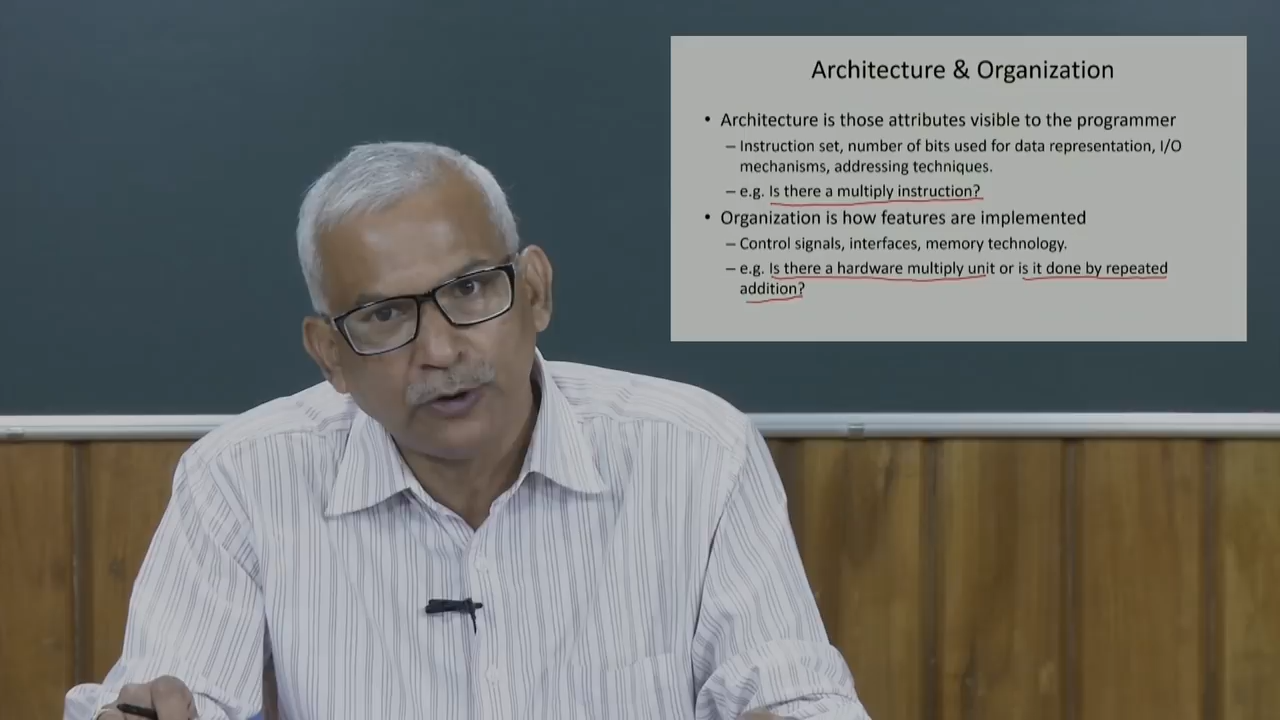 Architecture & Organization
• Architecture is those attributes visible to the programmer
– Instruction set, number of bits used for data representation, I/O
mechanisms, addressing techniques.
– e.g. Is there a multiply instruction?
• Organization is how features are implemented
– Control signals, interfaces, memory technology.
– e.g. Is there a hardware multiply unit or is it done by repeated
addition?